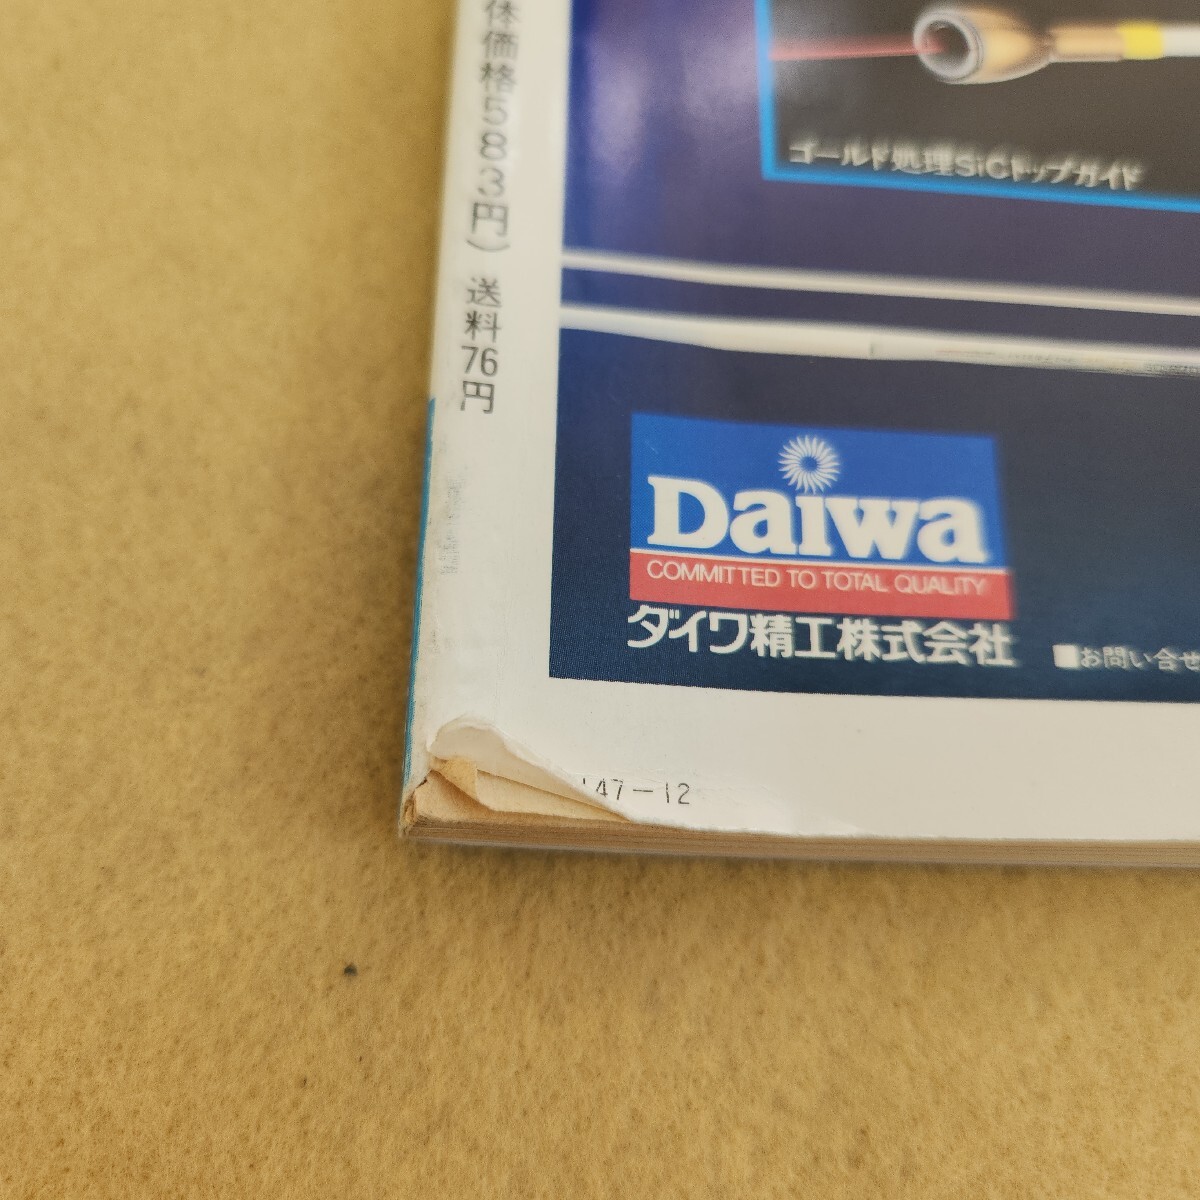 体価格583円) 送料76円
ゴールド処理SiCトップガイド
Daiwa
COMMITTED TO TOTAL QUALITY
ダイワ精工株式会社
■お問い合せ
147-12